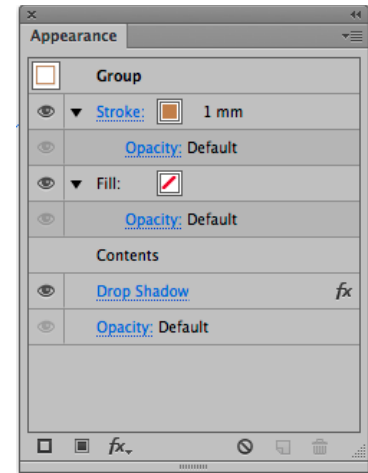 Appearance
Group
Stroke: 1 mm
Opacity: Default
Fill:
Opacity: Default
Contents
Drop Shadow fx
Opacity: Default
fx